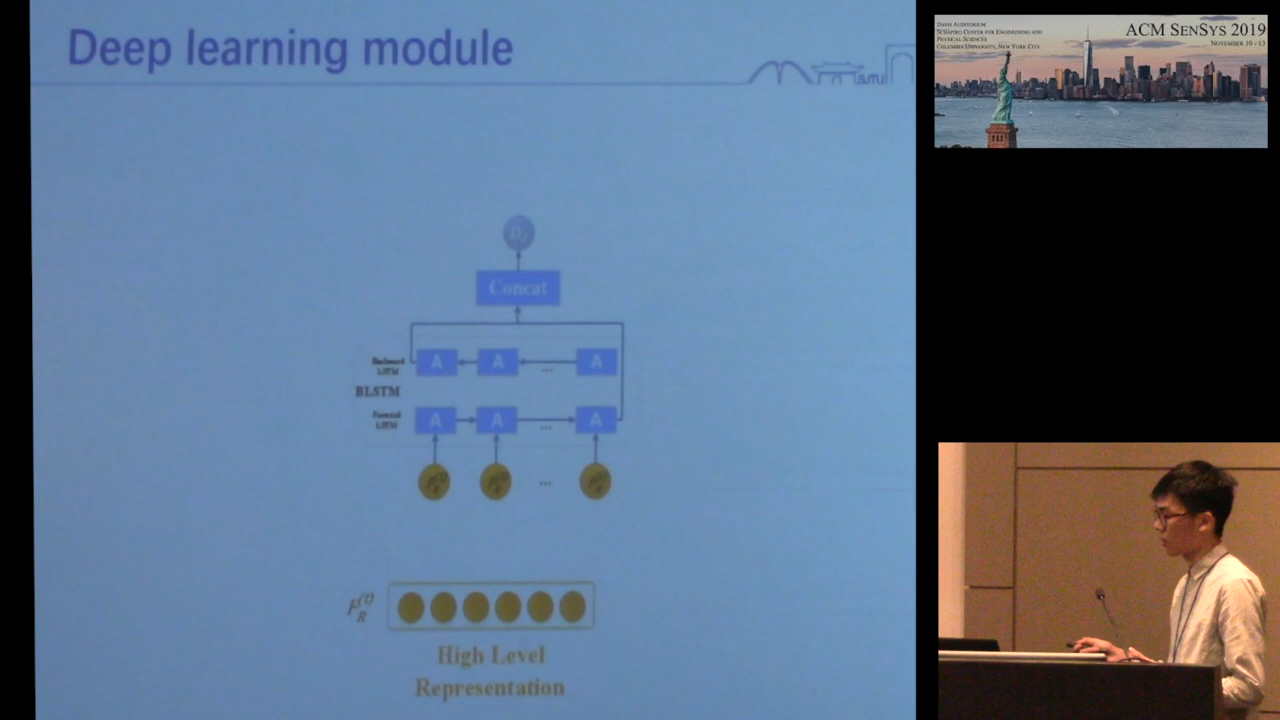 Deep learning module
Concat
A A ... A
Backward
LSTM
BLSTM
A A ... A
Forward
LSTM
...
High Level
Representation
DAVIS AUDITORIUM
SCHAPIRO CENTER FOR ENGINEERING AND
PHYSICAL SCIENCES
COLUMBIA UNIVERSITY, NEW YORK CITY
ACM SENSYS 2019
NOVEMBER 10 - 13